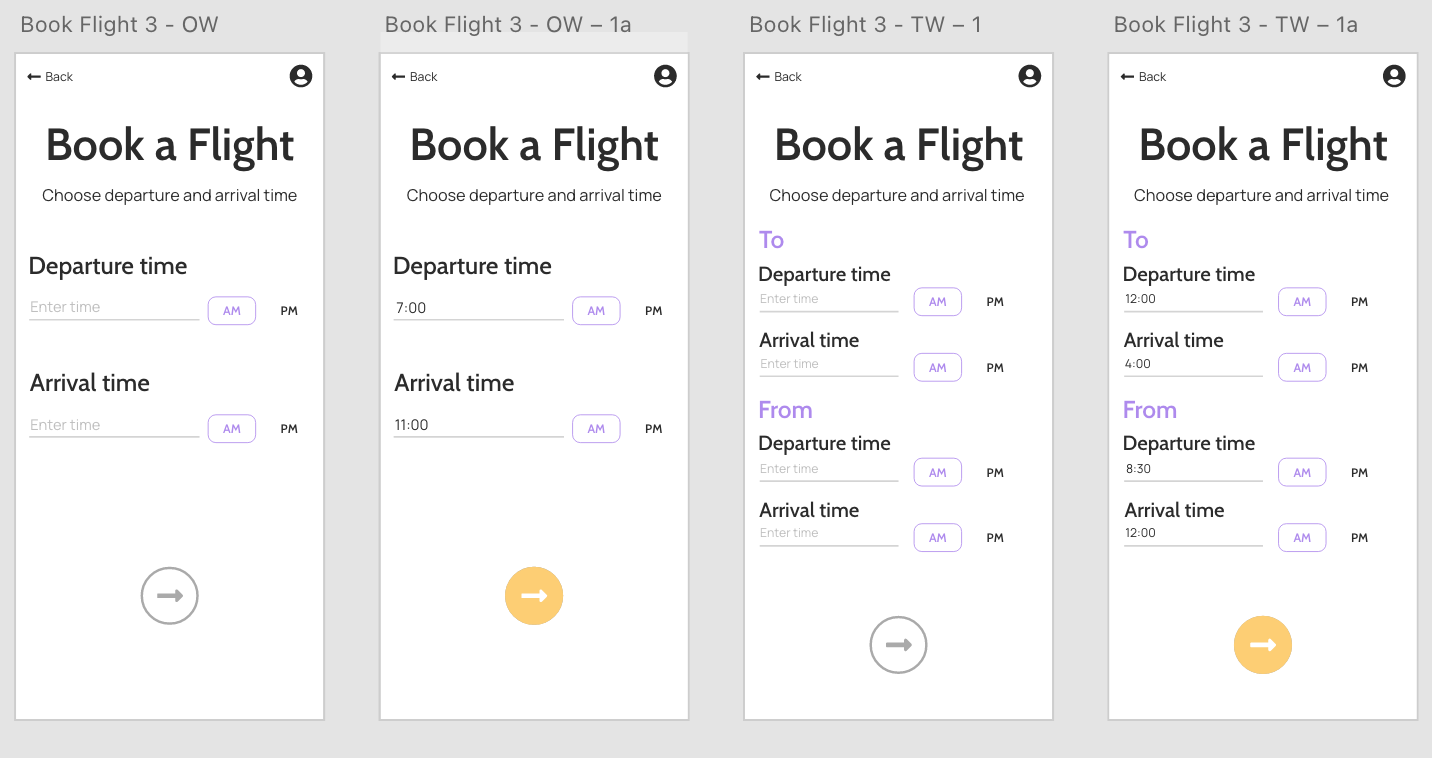 Book Flight 3 - OW
Back
Book a Flight
Choose departure and arrival time
Departure time
Enter time AM PM
Arrival time
Enter time AM PM
Book Flight 3 - OW – 1a
Back
Book a Flight
Choose departure and arrival time
Departure time
7:00 AM PM
Arrival time
11:00 AM PM
Book Flight 3 - TW – 1
Back
Book a Flight
Choose departure and arrival time
To
Departure time
Enter time AM PM
Arrival time
Enter time AM PM
From
Departure time
Enter time AM PM
Arrival time
Enter time AM PM
Book Flight 3 - TW – 1a
Back
Book a Flight
Choose departure and arrival time
To
Departure time
12:00 AM PM
Arrival time
4:00 AM PM
From
Departure time
8:30 AM PM
Arrival time
12:00 AM PM